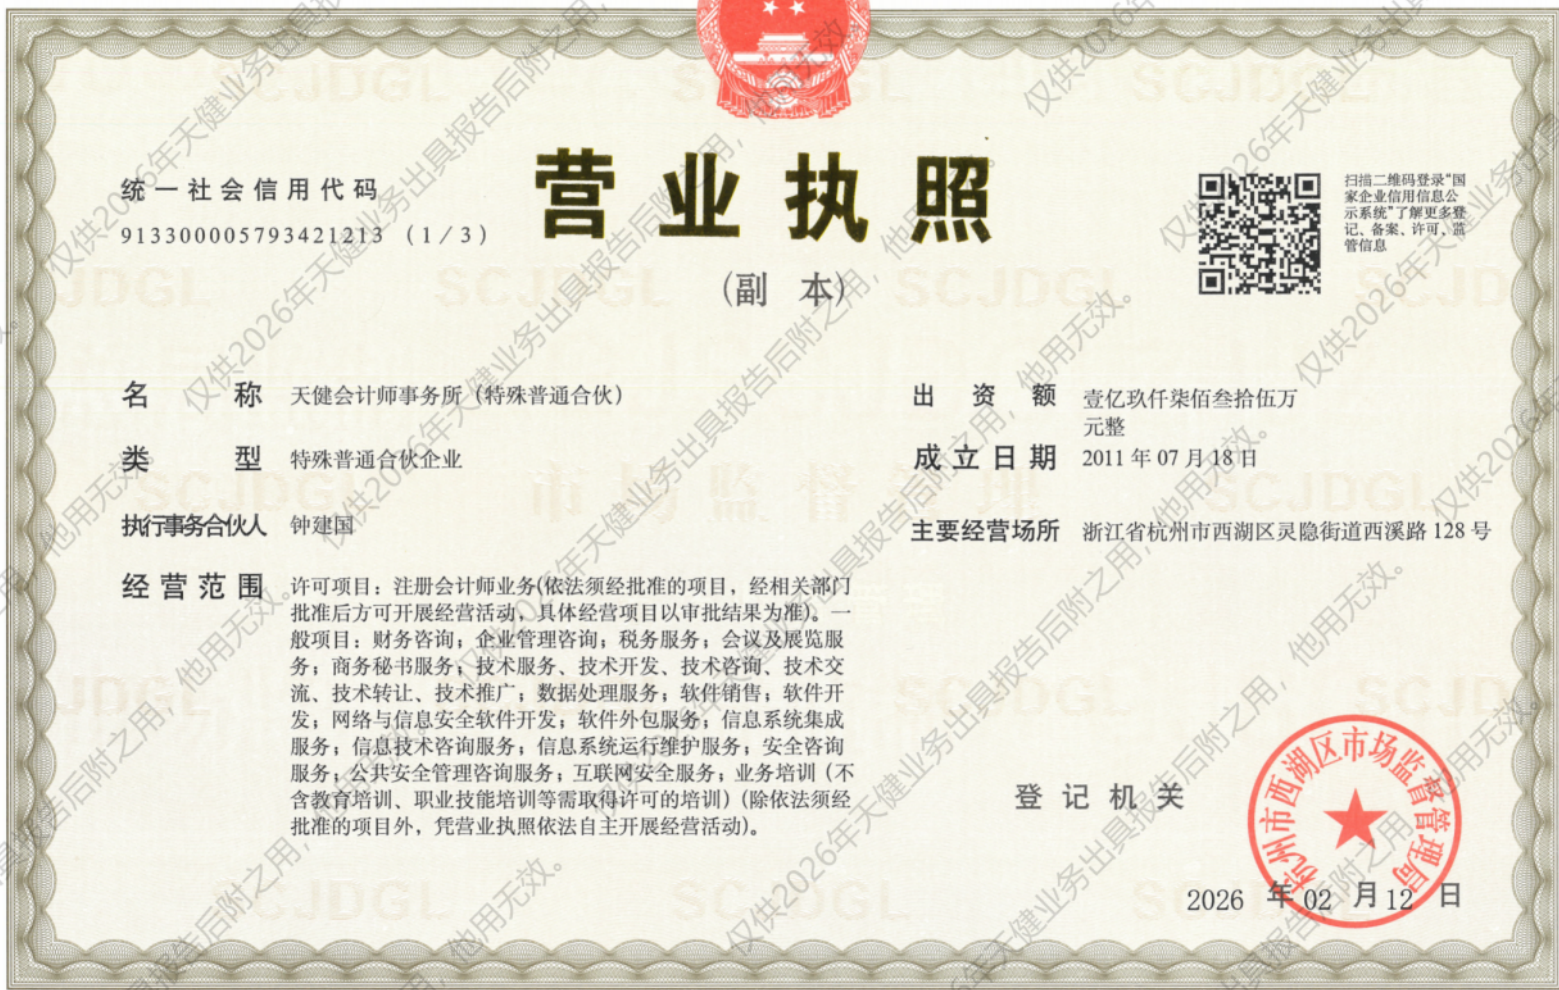 营业执照
（副 本）
统一社会信用代码
913300005793421213 （1/3）
扫描二维码登录“国
家企业信用信息公
示系统”了解更多登
记、备案、许可、监
管信息
名称 天健会计师事务所（特殊普通合伙）
类型 特殊普通合伙企业
执行事务合伙人 钟建国
经营范围 许可项目：注册会计师业务(依法须经批准的项目，经相关部门
批准后方可开展经营活动，具体经营项目以审批结果为准)。一
般项目：财务咨询；企业管理咨询；税务服务；会议及展览服
务；商务秘书服务；技术服务、技术开发、技术咨询、技术交
流、技术转让、技术推广；数据处理服务；软件销售；软件开
发；网络与信息安全软件开发；软件外包服务；信息系统集成
服务；信息技术咨询服务；信息系统运行维护服务；安全咨询
服务；公共安全管理咨询服务；互联网安全服务；业务培训（不
含教育培训、职业技能培训等需取得许可的培训）(除依法须经
批准的项目外，凭营业执照依法自主开展经营活动)。
出资额 壹亿玖仟柒佰叁拾伍万
元整
成立日期 2011年07月18日
主要经营场所 浙江省杭州市西湖区灵隐街道西溪路128号
登记机关
杭州市西湖区市场监督管理局
2026 年 02 月 12 日
仅供2026年天健业务出具报告后附之用，他用无效。
SCJDGL
市场监督管理